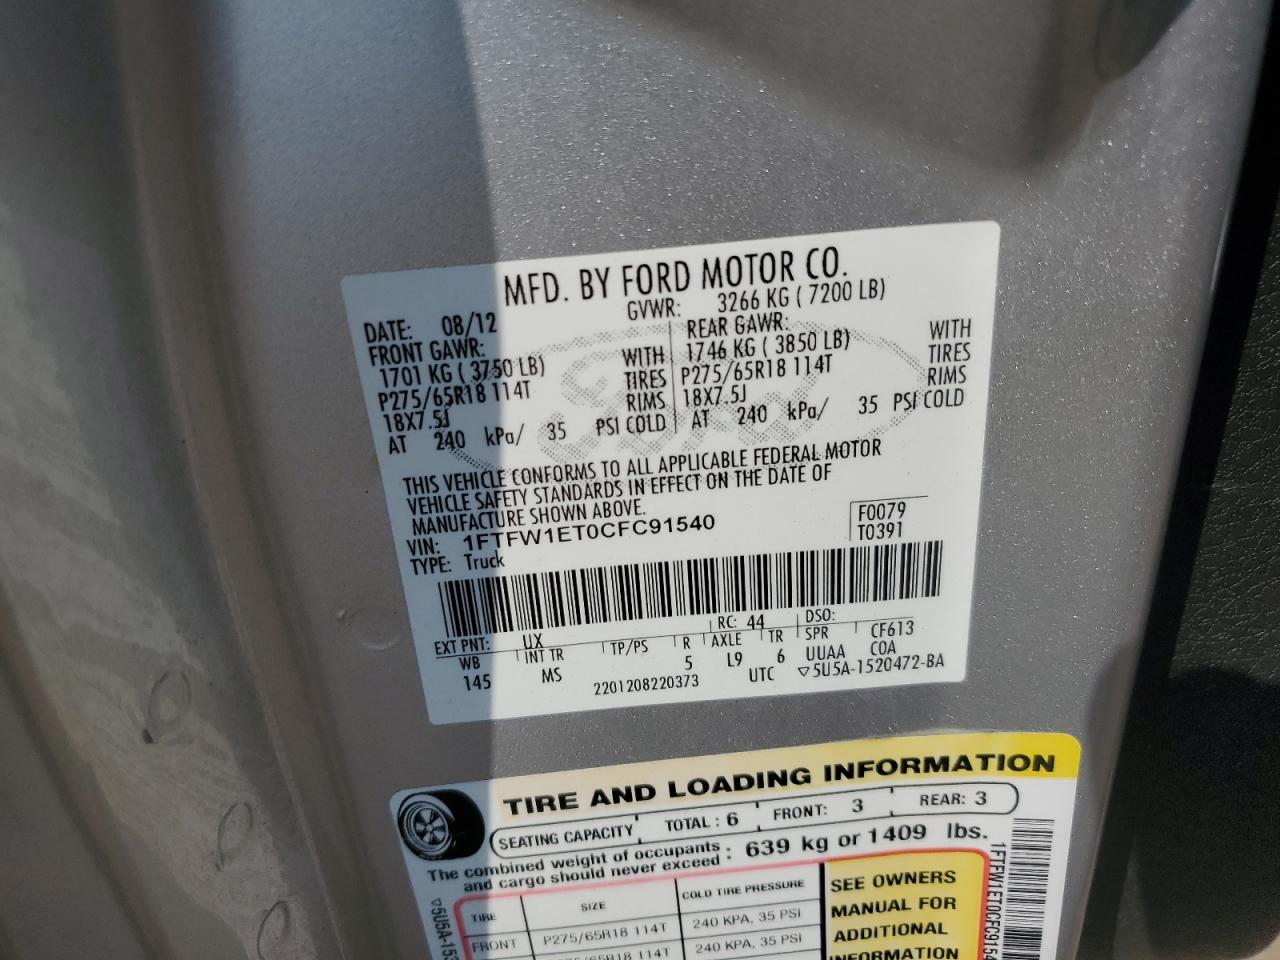 MFD. BY FORD MOTOR CO.
DATE: 08/12 GVWR: 3266 KG ( 7200 LB)
FRONT GAWR: REAR GAWR:
1701 KG ( 3750 LB) WITH 1746 KG ( 3850 LB) WITH
P275/65R18 114T TIRES P275/65R18 114T TIRES
18X7.5J RIMS 18X7.5J RIMS
AT 240 kPa/ 35 PSI COLD AT 240 kPa/ 35 PSI COLD
Ford
THIS VEHICLE CONFORMS TO ALL APPLICABLE FEDERAL MOTOR
VEHICLE SAFETY STANDARDS IN EFFECT ON THE DATE OF
MANUFACTURE SHOWN ABOVE.
VIN: 1FTFW1ET0CFC91540 F0079
TYPE: Truck T0391
EXT PNT: UX RC: 44 DSO:
WB INT TR TP/PS R AXLE TR SPR CF613
145 MS 5 L9 6 UUAA COA
2201208220373 UTC ▽5U5A-1520472-BA
TIRE AND LOADING INFORMATION
SEATING CAPACITY TOTAL : 6 FRONT: 3 REAR: 3
The combined weight of occupants and cargo should never exceed : 639 kg or 1409 lbs.
TIRE SIZE COLD TIRE PRESSURE
FRONT P275/65R18 114T 240 KPA, 35 PSI
P275/65R18 114T 240 KPA, 35 PSI
SEE OWNERS
MANUAL FOR
ADDITIONAL
INFORMATION
1FTFW1ET0CFC9154
▽5U5A-153